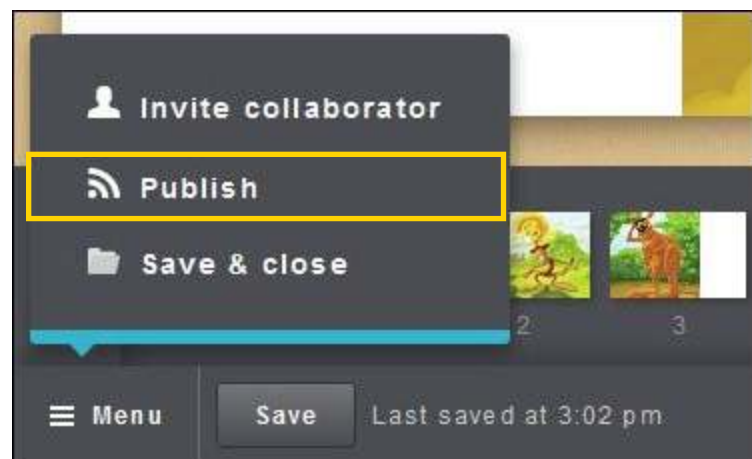 Invite collaborator
Publish
Save & close
2 3
Menu Save Last saved at 3:02 pm